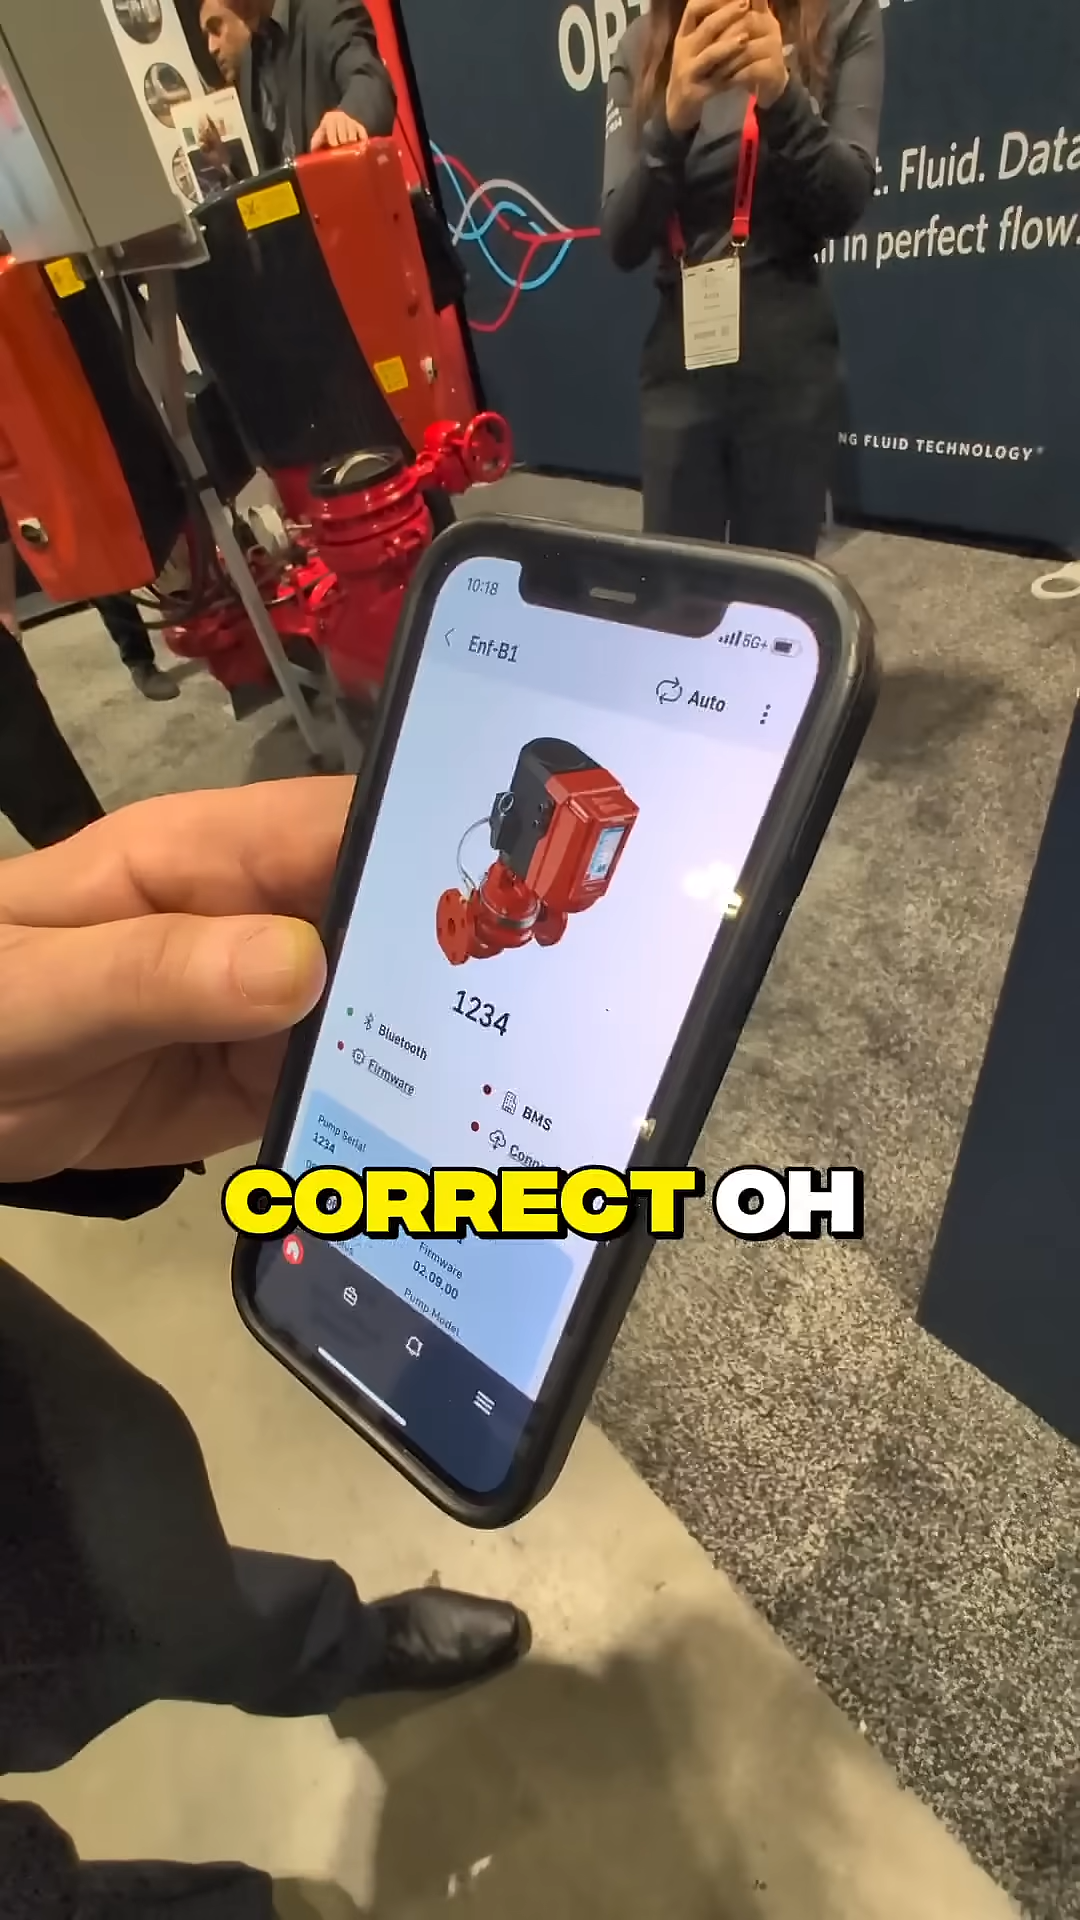 t. Fluid. Data
in perfect flow.
NG FLUID TECHNOLOGY®
10:18
5G+
Enf-B1
Auto
1234
Bluetooth
Firmware
BMS
Pump Serial
1234
CORRECT OH
Firmware
02.09.00
Pump Model